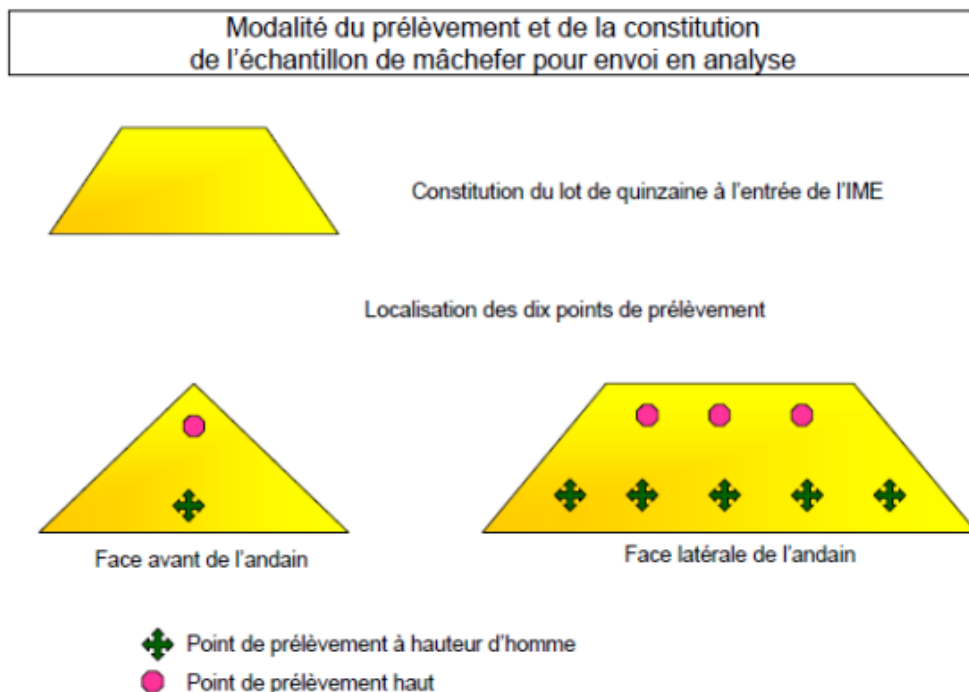 Modalité du prélèvement et de la constitution
de l'échantillon de mâchefer pour envoi en analyse
Constitution du lot de quinzaine à l'entrée de l'IME
Localisation des dix points de prélèvement
Face avant de l'andain
Face latérale de l'andain
Point de prélèvement à hauteur d'homme
Point de prélèvement haut